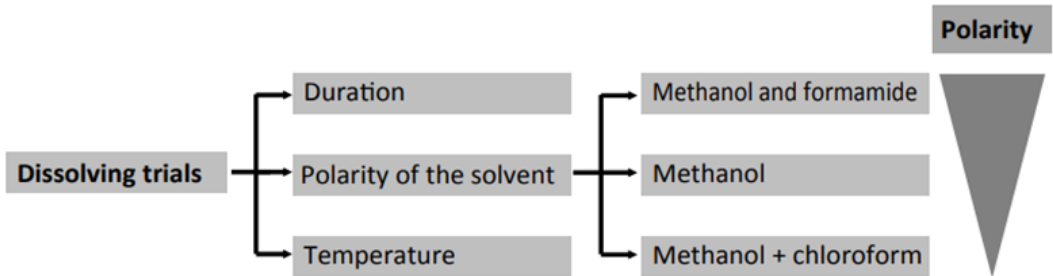 Polarity
Duration
Methanol and formamide
Dissolving trials
Polarity of the solvent
Methanol
Temperature
Methanol + chloroform